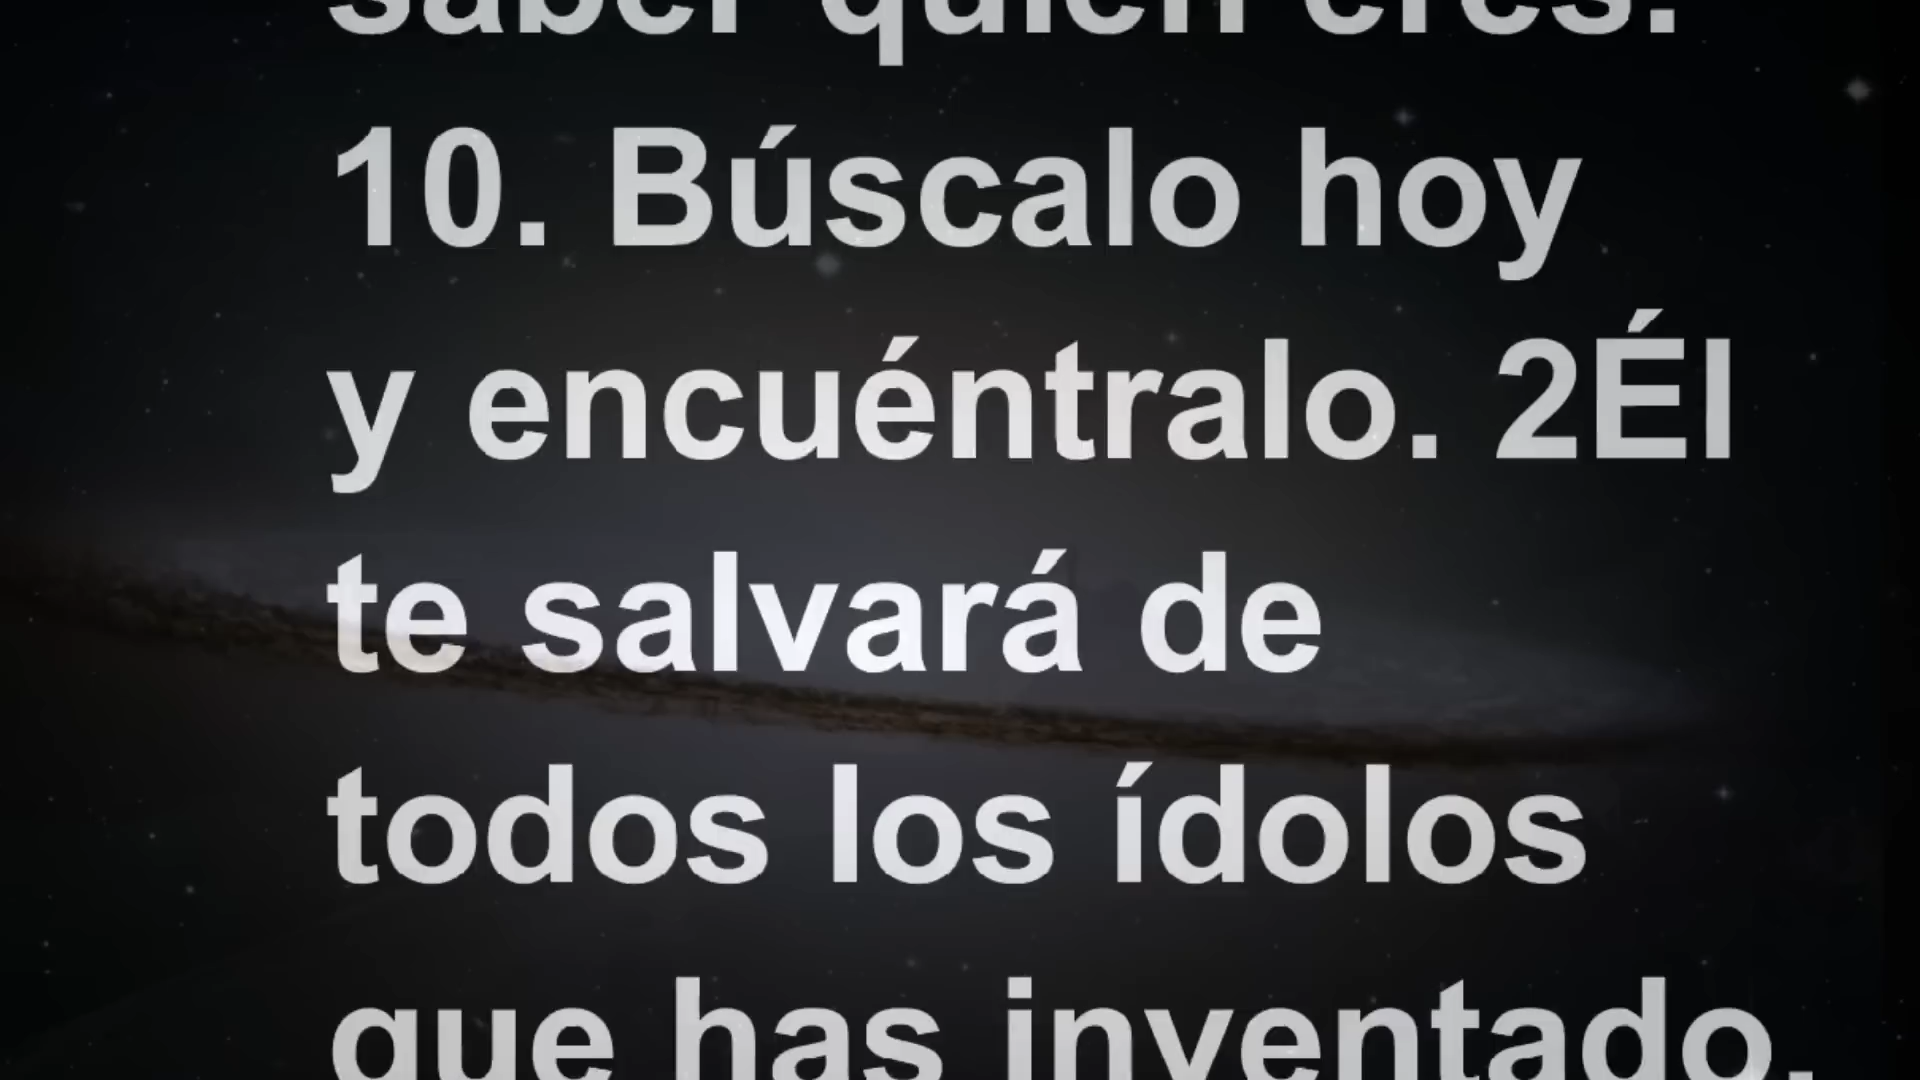 saber quien eres.
10. Búscalo hoy
y encuéntralo. 2Él
te salvará de
todos los ídolos
que has inventado.